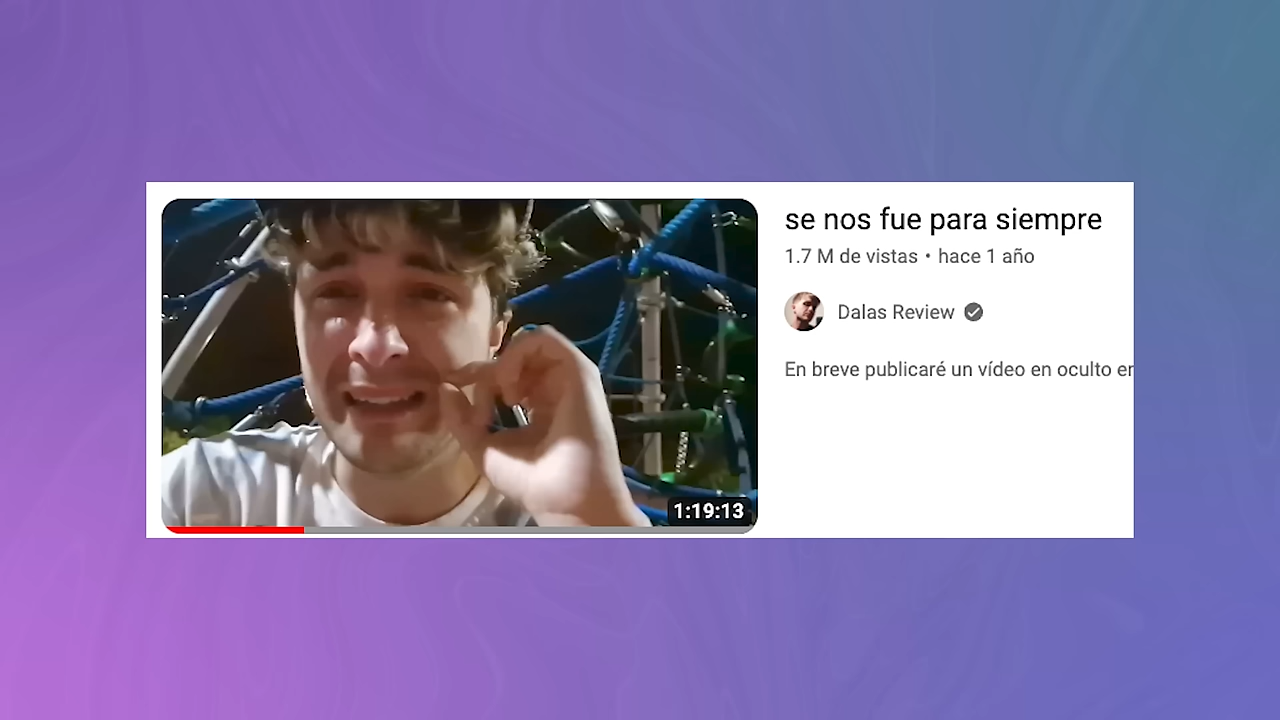 se nos fue para siempre
1.7 M de vistas • hace 1 año
Dalas Review
En breve publicaré un vídeo en oculto er
1:19:13